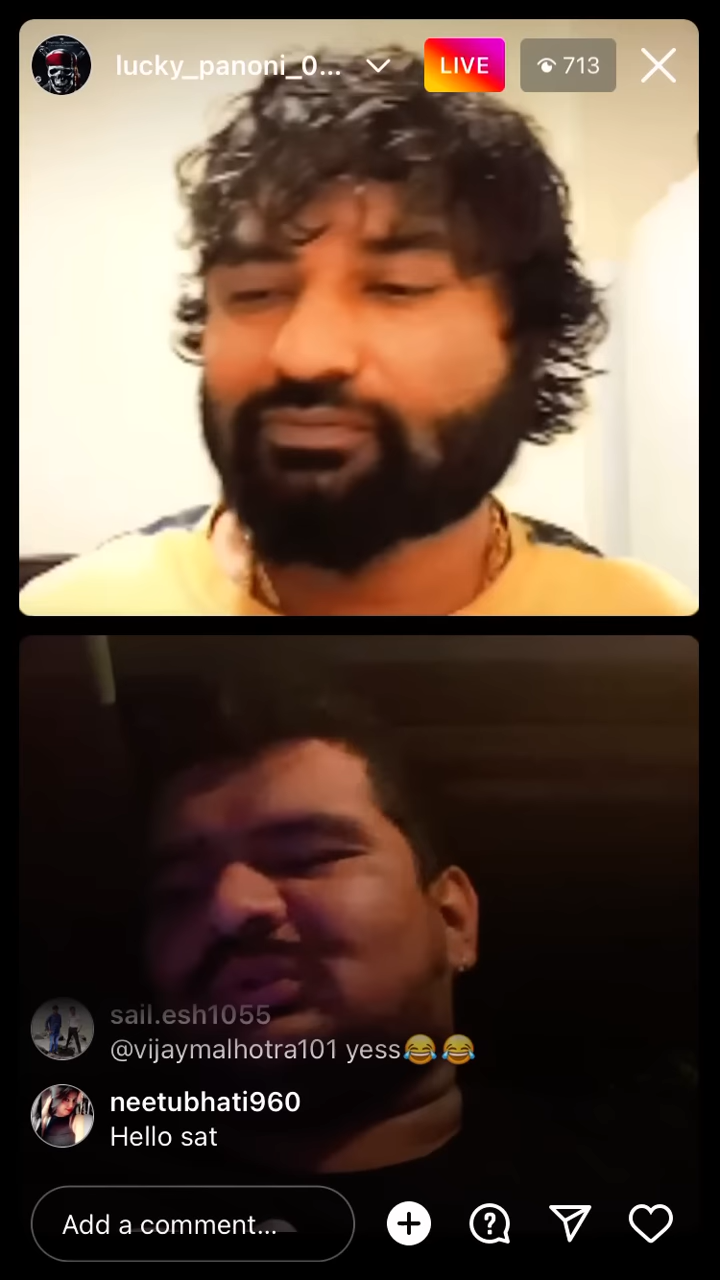 lucky_panoni_0...
LIVE
713
sail.esh1055
@vijaymalhotra101 yess😂😂
neetubhati960
Hello sat
Add a comment...